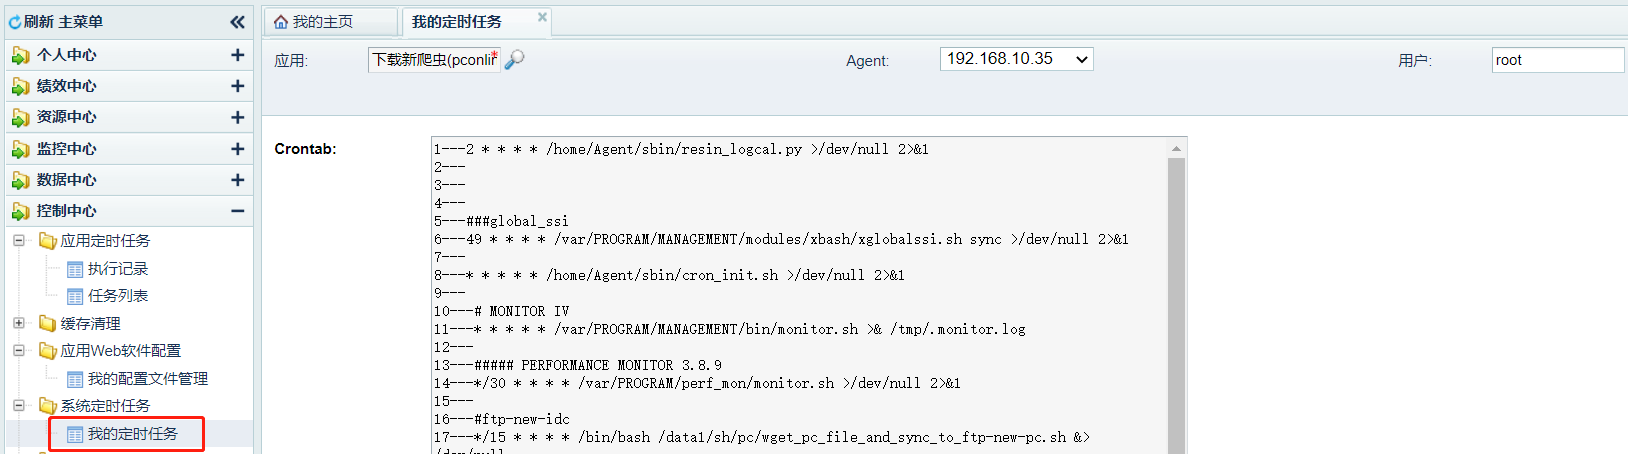 刷新 主菜单
个人中心
绩效中心
资源中心
监控中心
数据中心
控制中心
应用定时任务
执行记录
任务列表
缓存清理
应用Web软件配置
我的配置文件管理
系统定时任务
我的定时任务
我的主页
我的定时任务
应用:
下载新爬虫(pconlin*
Agent:
192.168.10.35
用户:
root
Crontab:
1---2 * * * * /home/Agent/sbin/resin_logcal.py >/dev/null 2>&1
2---
3---
4---
5---###global_ssi
6---49 * * * * /var/PROGRAM/MANAGEMENT/modules/xbash/xglobalssi.sh sync >/dev/null 2>&1
7---
8---* * * * * /home/Agent/sbin/cron_init.sh >/dev/null 2>&1
9---
10---# MONITOR IV
11---* * * * * /var/PROGRAM/MANAGEMENT/bin/monitor.sh >& /tmp/.monitor.log
12---
13---##### PERFORMANCE MONITOR 3.8.9
14---*/30 * * * * /var/PROGRAM/perf_mon/monitor.sh >/dev/null 2>&1
15---
16---#ftp-new-idc
17---*/15 * * * * /bin/bash /data1/sh/pc/wget_pc_file_and_sync_to_ftp-new-pc.sh &>
/dev/null